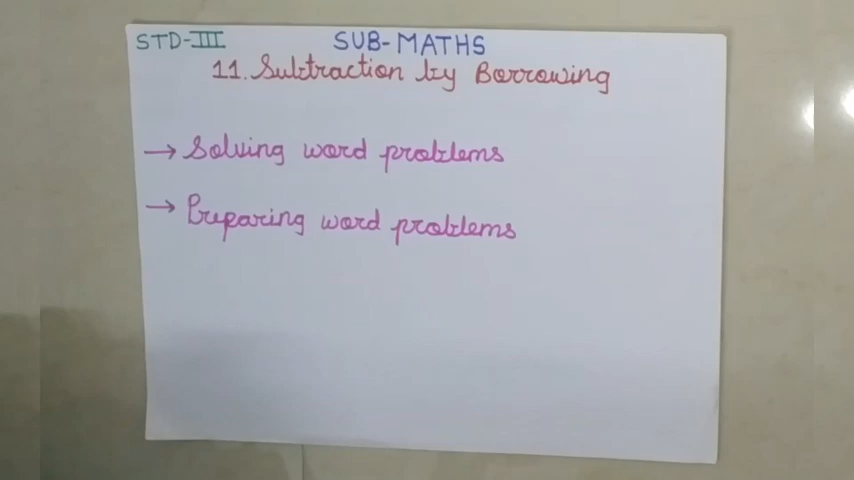 STD-III SUB-MATHS
11. Subtraction by Borrowing
→ Solving word problems
→ Preparing word problems